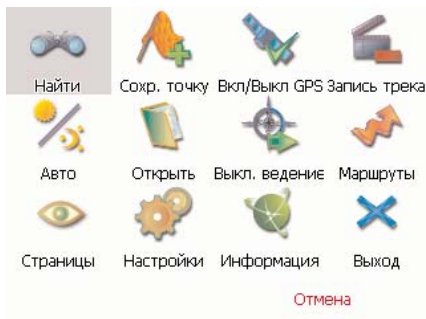 Найти Сохр. точку Вкл/Выкл GPS Запись трека
Авто Открыть Выкл. ведение Маршруты
Страницы Настройки Информация Выход
Отмена